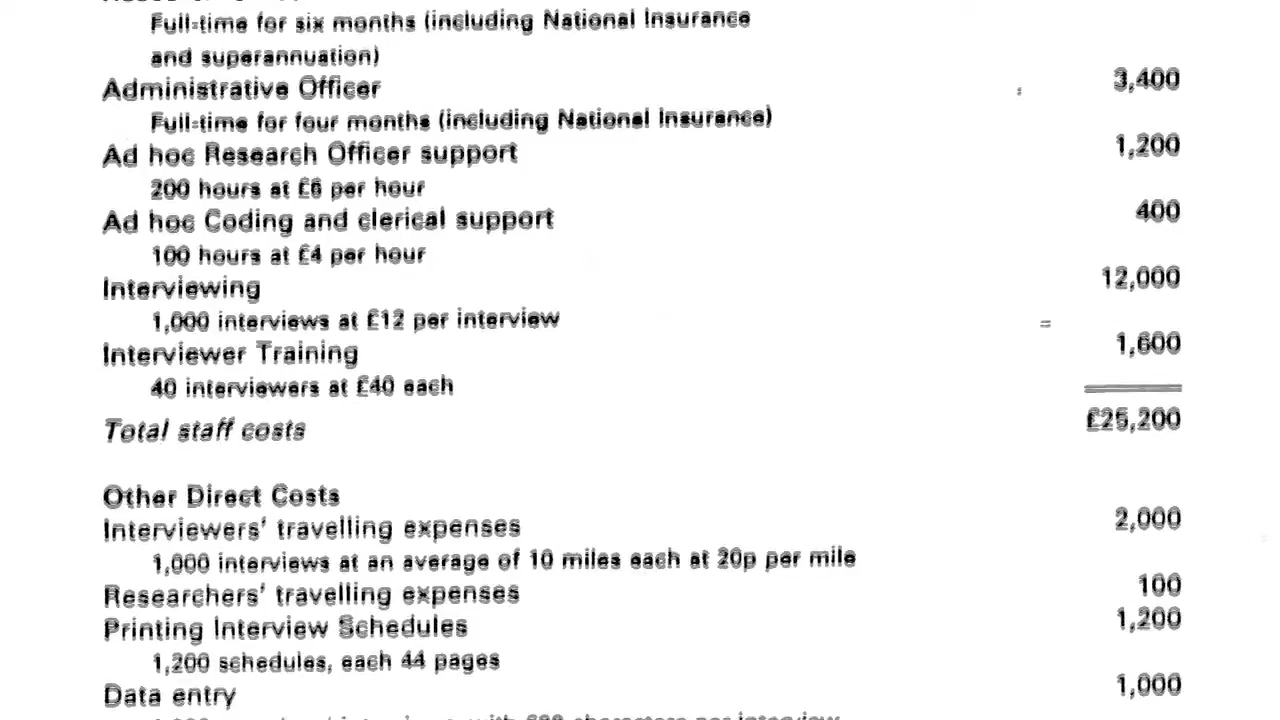 Full-time for six months (including National Insurance
and superannuation)
Administrative Officer 3,400
Full-time for four months (including National Insurance)
Ad hoc Research Officer support 1,200
200 hours at £6 per hour
Ad hoc Coding and clerical support 400
100 hours at £4 per hour
Interviewing 12,000
1,000 interviews at £12 per interview
Interviewer Training 1,600
40 interviewers at £40 each
Total staff costs £25,200
Other Direct Costs
Interviewers' travelling expenses 2,000
1,000 interviews at an average of 10 miles each at 20p per mile
Researchers' travelling expenses 100
Printing Interview Schedules 1,200
1,200 schedules, each 44 pages
Data entry 1,000